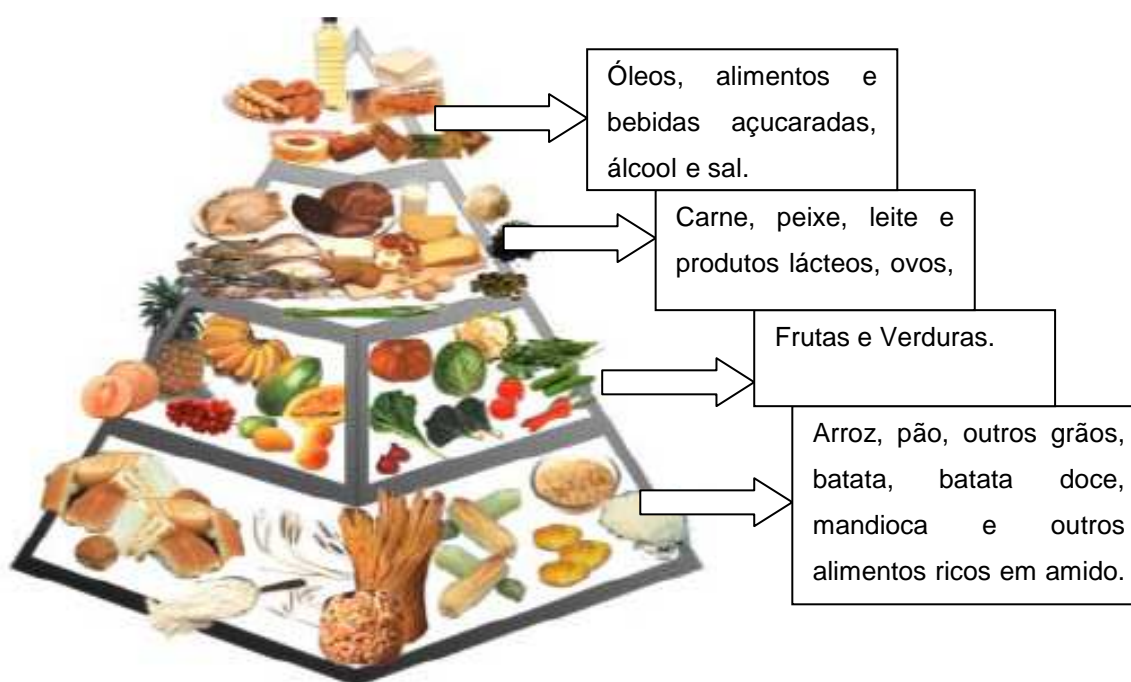 Óleos, alimentos e
bebidas açucaradas,
álcool e sal.
Carne, peixe, leite e
produtos lácteos, ovos,
Frutas e Verduras.
Arroz, pão, outros grãos,
batata, batata doce,
mandioca e outros
alimentos ricos em amido.